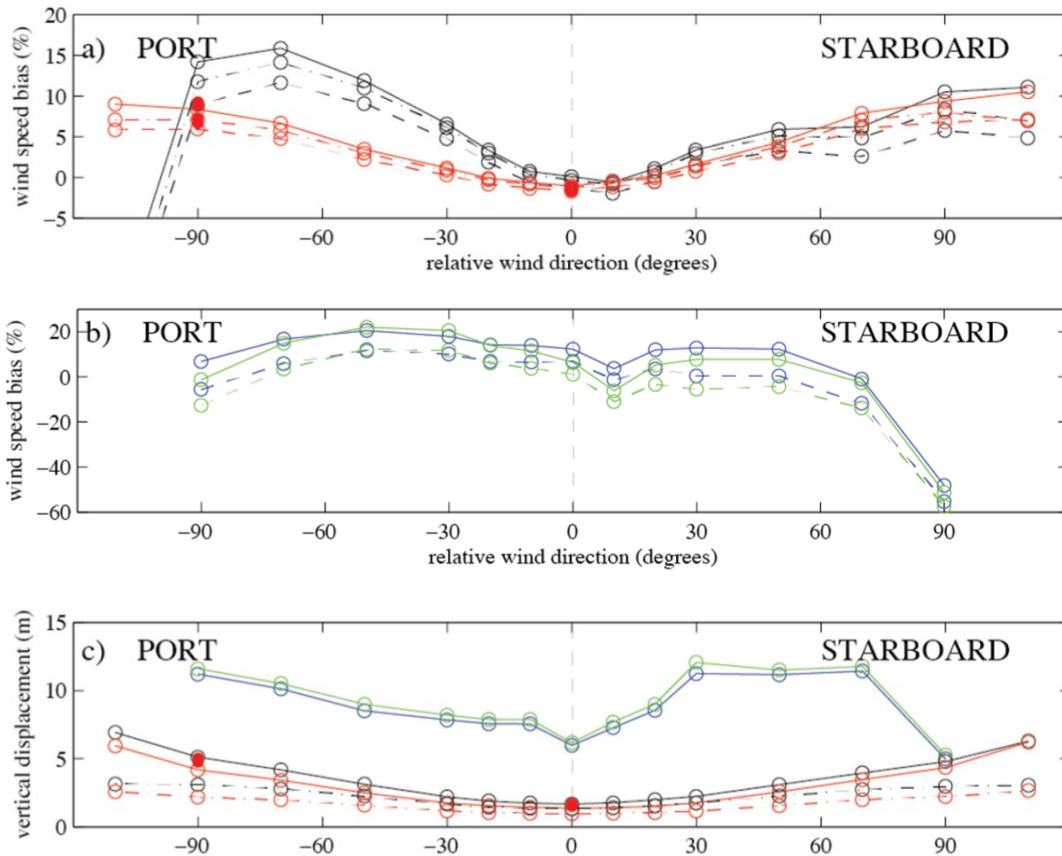 20
15
10
5
0
−5
wind speed bias (%)
a) PORT STARBOARD
−90 −60 −30 0 30 60 90
relative wind direction (degrees)
20
0
−20
−40
−60
wind speed bias (%)
b) PORT STARBOARD
−90 −60 −30 0 30 60 90
relative wind direction (degrees)
15
10
5
0
vertical displacement (m)
c) PORT STARBOARD
−90 −60 −30 0 30 60 90